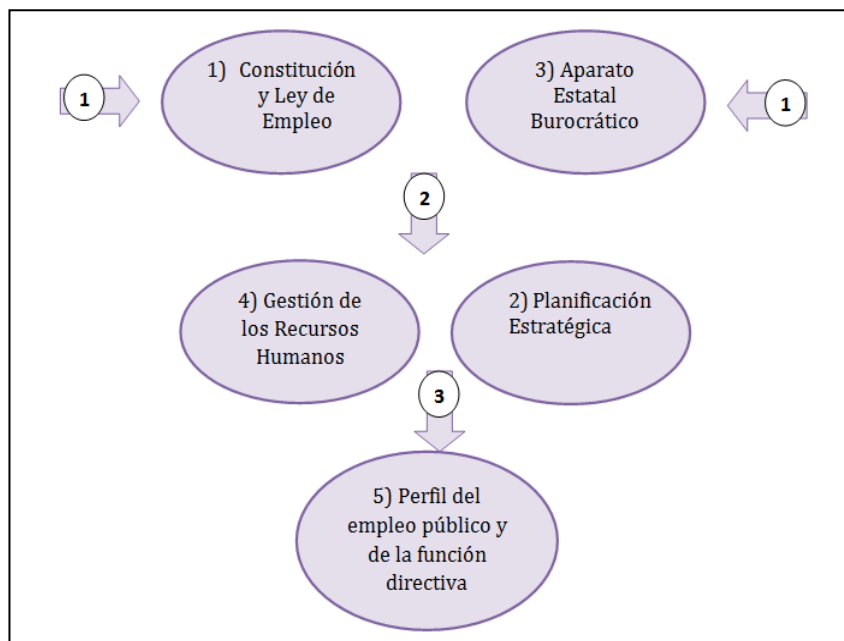 1) Constitución
y Ley de
Empleo
3) Aparato
Estatal
Burocrático
1
1
2
4) Gestión de
los Recursos
Humanos
2) Planificación
Estratégica
3
5) Perfil del
empleo público y
de la función
directiva